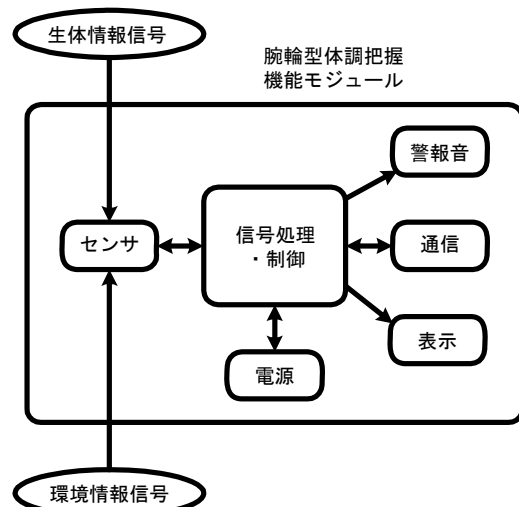 生体情報信号
腕輪型体調把握
機能モジュール
警報音
センサ
信号処理
・制御
通信
表示
電源
環境情報信号